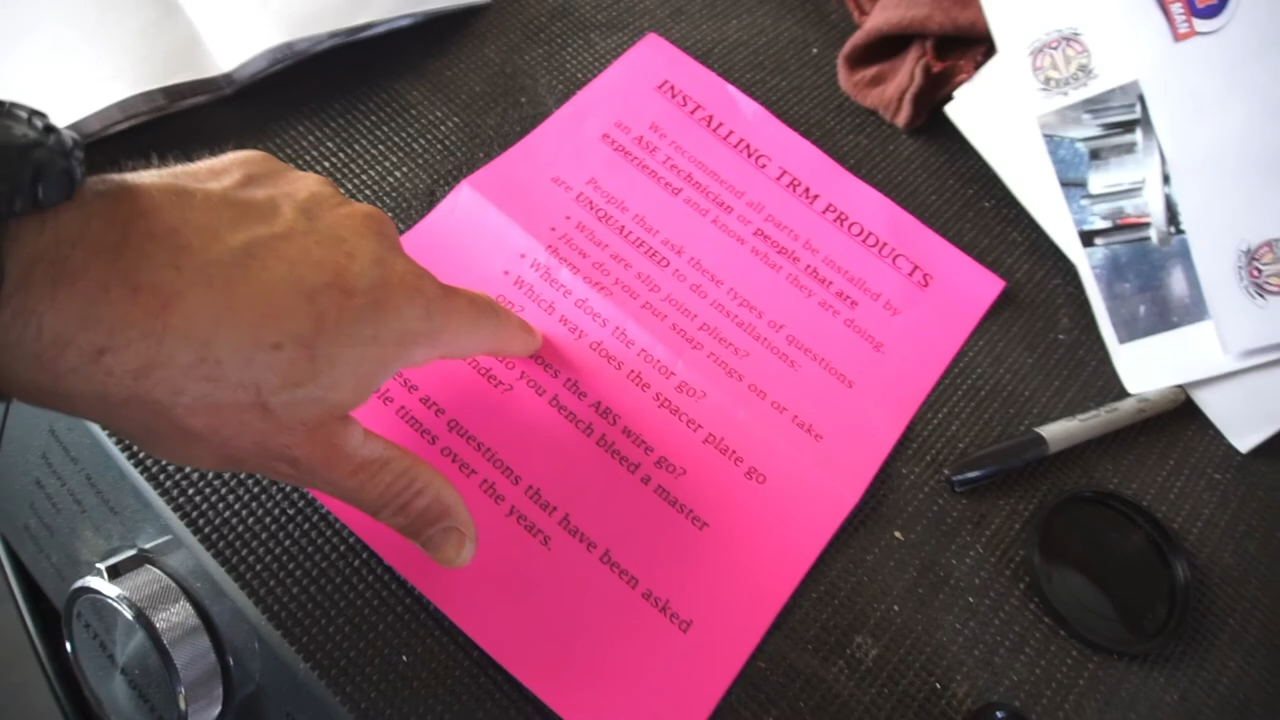 INSTALLING TRM PRODUCTS
We recommend all parts be installed by
an ASE Technician or people that are
experienced and know what they are doing.
People that ask these types of questions
are UNQUALIFIED to do installations:
• What are slip joint pliers?
• How do you put snap rings on or take
them off?
• Where does the rotor go?
• Which way does the spacer plate go
on?
does the ABS wire go?
do you bench bleed a master
nder?
ese are questions that have been asked
le times over the years.
MAN